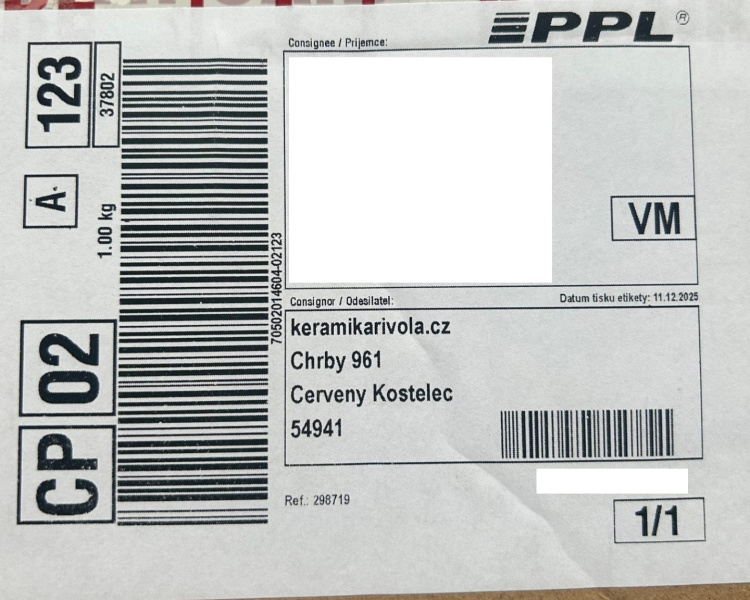 PPL®
Consignee / Prijemce:
123
37802
A
1.00 kg
VM
70502014604-02123
Consignor / Odesilatel:
Datum tisku etikety: 11.12.2025
keramikarivola.cz
Chrby 961
Cerveny Kostelec
54941
02
CP
Ref.: 298719
1/1